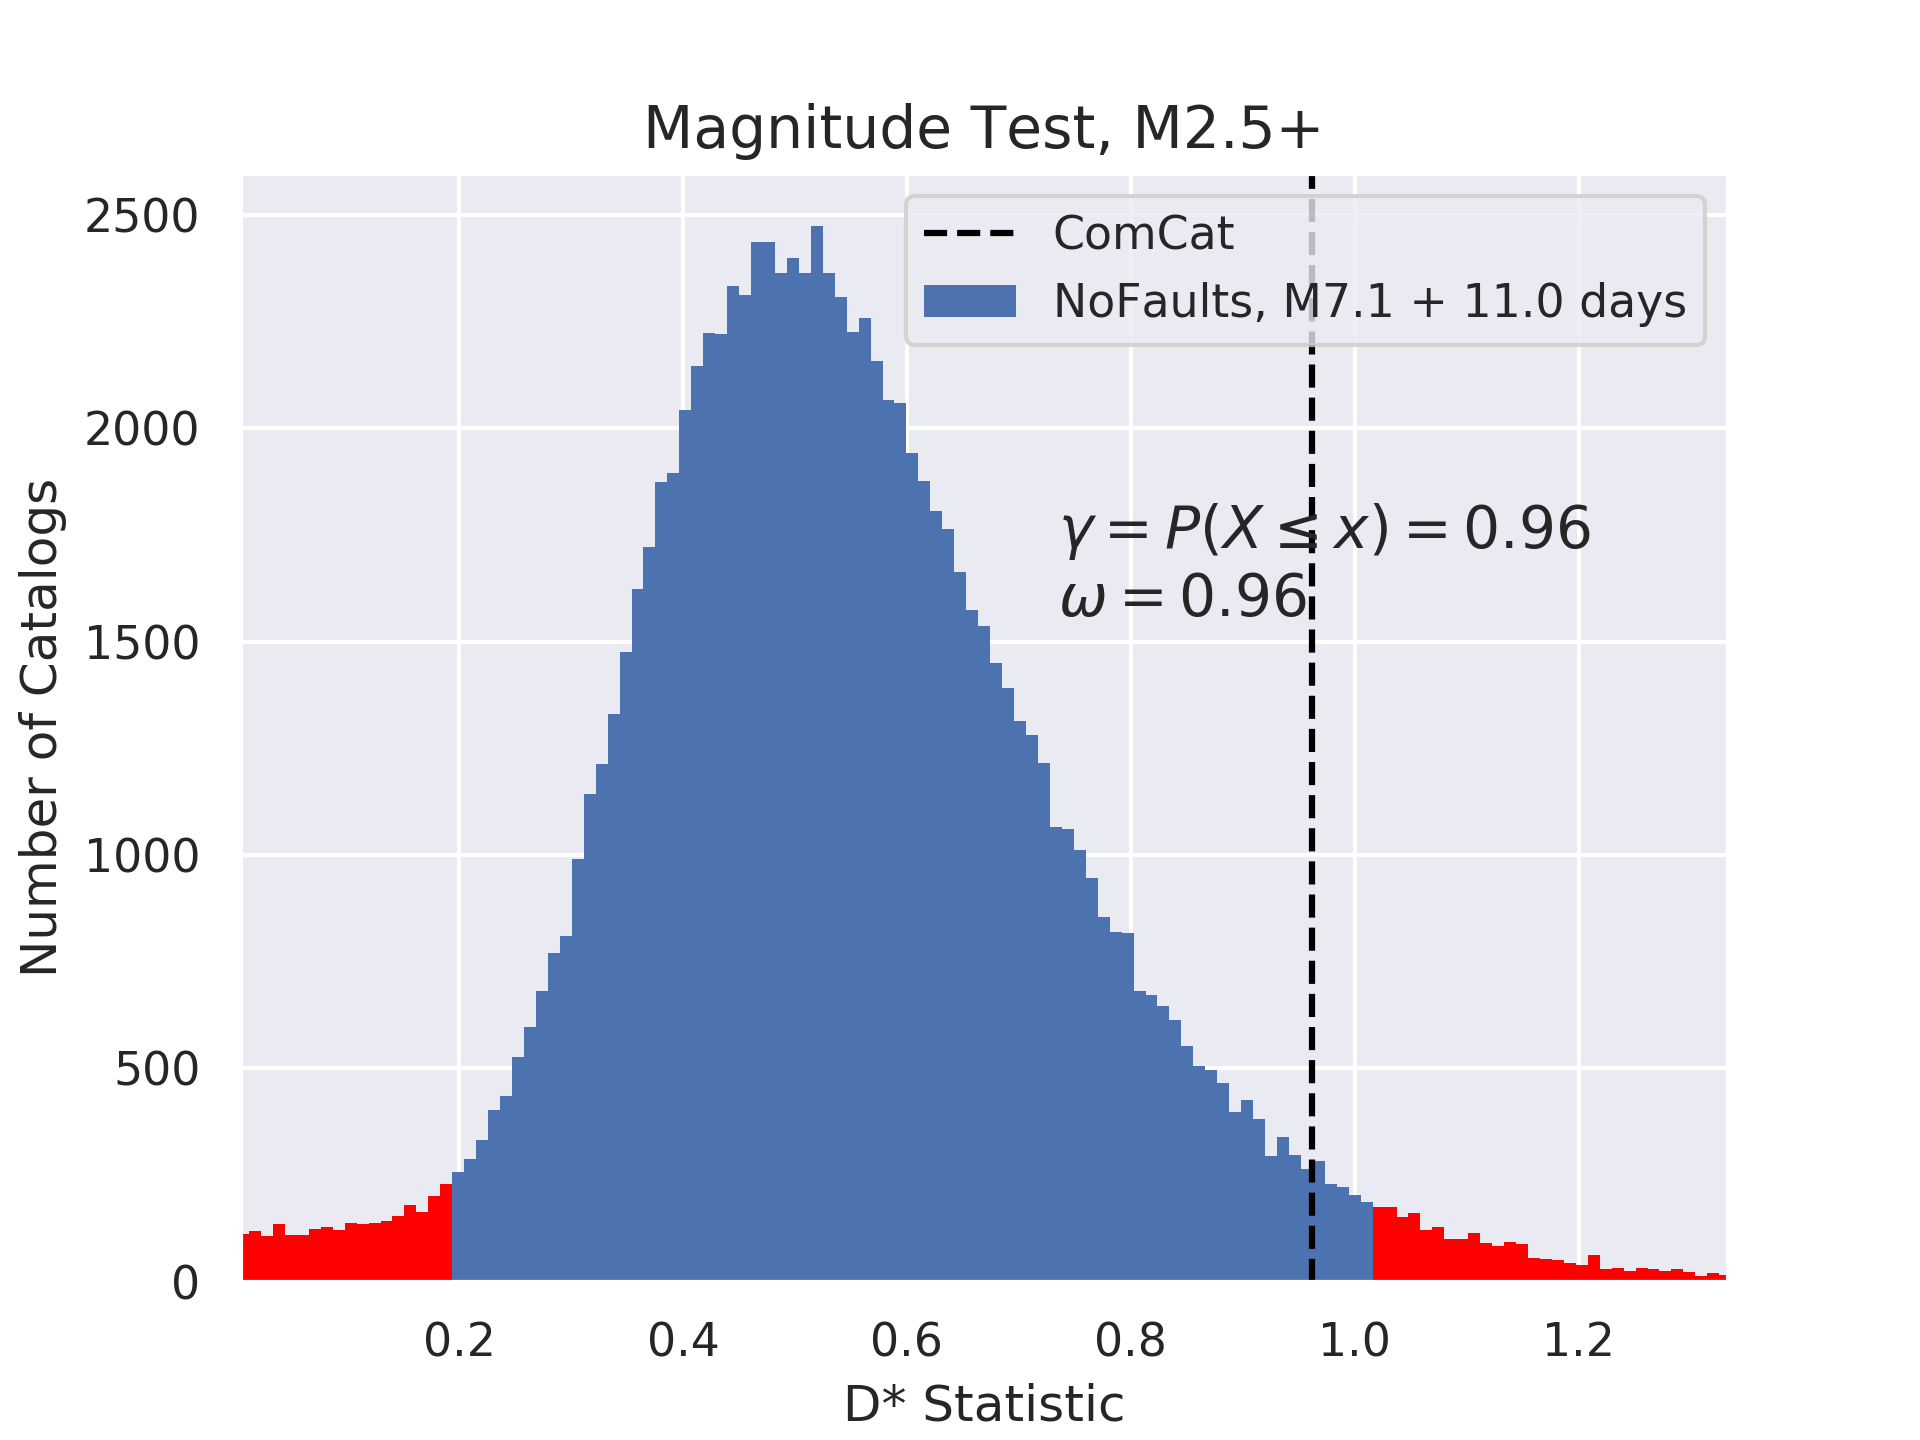 Magnitude Test, M2.5+
ComCat
NoFaults, M7.1 + 11.0 days
γ = P(X ≤ x) = 0.96
ω = 0.96
Number of Catalogs
2500
2000
1500
1000
500
0
0.2 0.4 0.6 0.8 1.0 1.2
D* Statistic